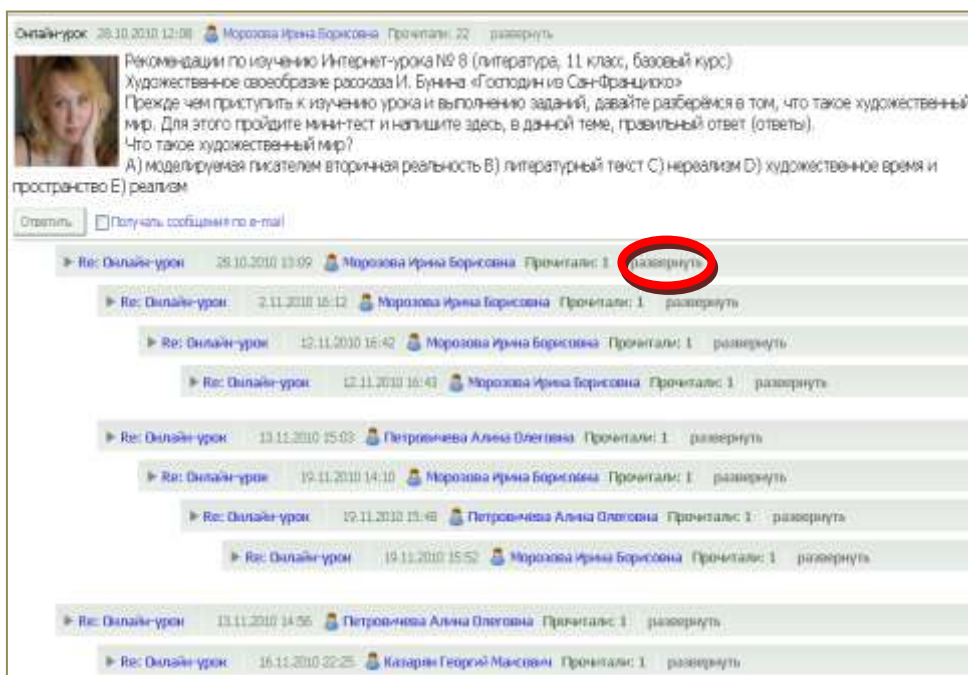 Онлайн-урок 28.10.2010 12:08 Морозова Ирина Борисовна Прочитали: 22 развернуть
Рекомендации по изучению Интернет-урока № 8 (литература, 11 класс, базовый курс)
Художественное своеобразие рассказа И. Бунина «Господин из Сан-Франциско»
Прежде чем приступить к изучению урока и выполнению заданий, давайте разберёмся в том, что такое художественный
мир. Для этого пройдите мини-тест и напишите здесь, в данной теме, правильный ответ (ответы).
Что такое художественный мир?
A) моделируемая писателем вторичная реальность B) литературный текст C) нереализм D) художественное время и
пространство E) реализм
Ответить Получать сообщения по e-mail
Re: Онлайн-урок 28.10.2010 13:09 Морозова Ирина Борисовна Прочитали: 1 развернуть
Re: Онлайн-урок 2.11.2010 16:12 Морозова Ирина Борисовна Прочитали: 1 развернуть
Re: Онлайн-урок 12.11.2010 16:42 Морозова Ирина Борисовна Прочитали: 1 развернуть
Re: Онлайн-урок 12.11.2010 16:43 Морозова Ирина Борисовна Прочитали: 1 развернуть
Re: Онлайн-урок 13.11.2010 15:03 Петровичева Алина Олеговна Прочитали: 1 развернуть
Re: Онлайн-урок 19.11.2010 14:10 Морозова Ирина Борисовна Прочитали: 1 развернуть
Re: Онлайн-урок 19.11.2010 15:48 Петровичева Алина Олеговна Прочитали: 1 развернуть
Re: Онлайн-урок 19.11.2010 15:52 Морозова Ирина Борисовна Прочитали: 1 развернуть
Re: Онлайн-урок 13.11.2010 14:56 Петровичева Алина Олеговна Прочитали: 1 развернуть
Re: Онлайн-урок 16.11.2010 22:25 Казарян Георгий Маисович Прочитали: 1 развернуть